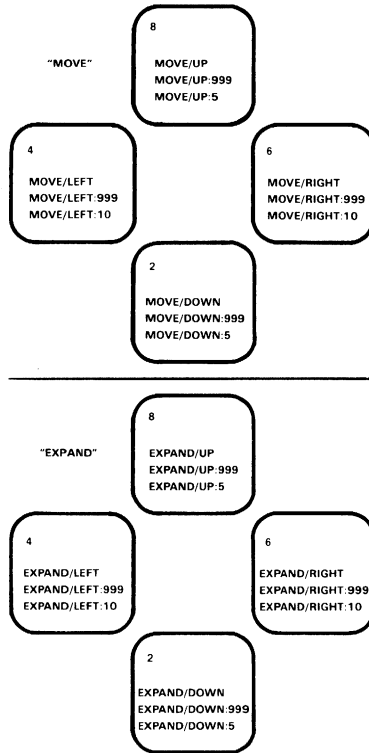 8
"MOVE"
MOVE/UP
MOVE/UP:999
MOVE/UP:5
4
MOVE/LEFT
MOVE/LEFT:999
MOVE/LEFT:10
6
MOVE/RIGHT
MOVE/RIGHT:999
MOVE/RIGHT:10
2
MOVE/DOWN
MOVE/DOWN:999
MOVE/DOWN:5
8
"EXPAND"
EXPAND/UP
EXPAND/UP:999
EXPAND/UP:5
4
EXPAND/LEFT
EXPAND/LEFT:999
EXPAND/LEFT:10
6
EXPAND/RIGHT
EXPAND/RIGHT:999
EXPAND/RIGHT:10
2
EXPAND/DOWN
EXPAND/DOWN:999
EXPAND/DOWN:5